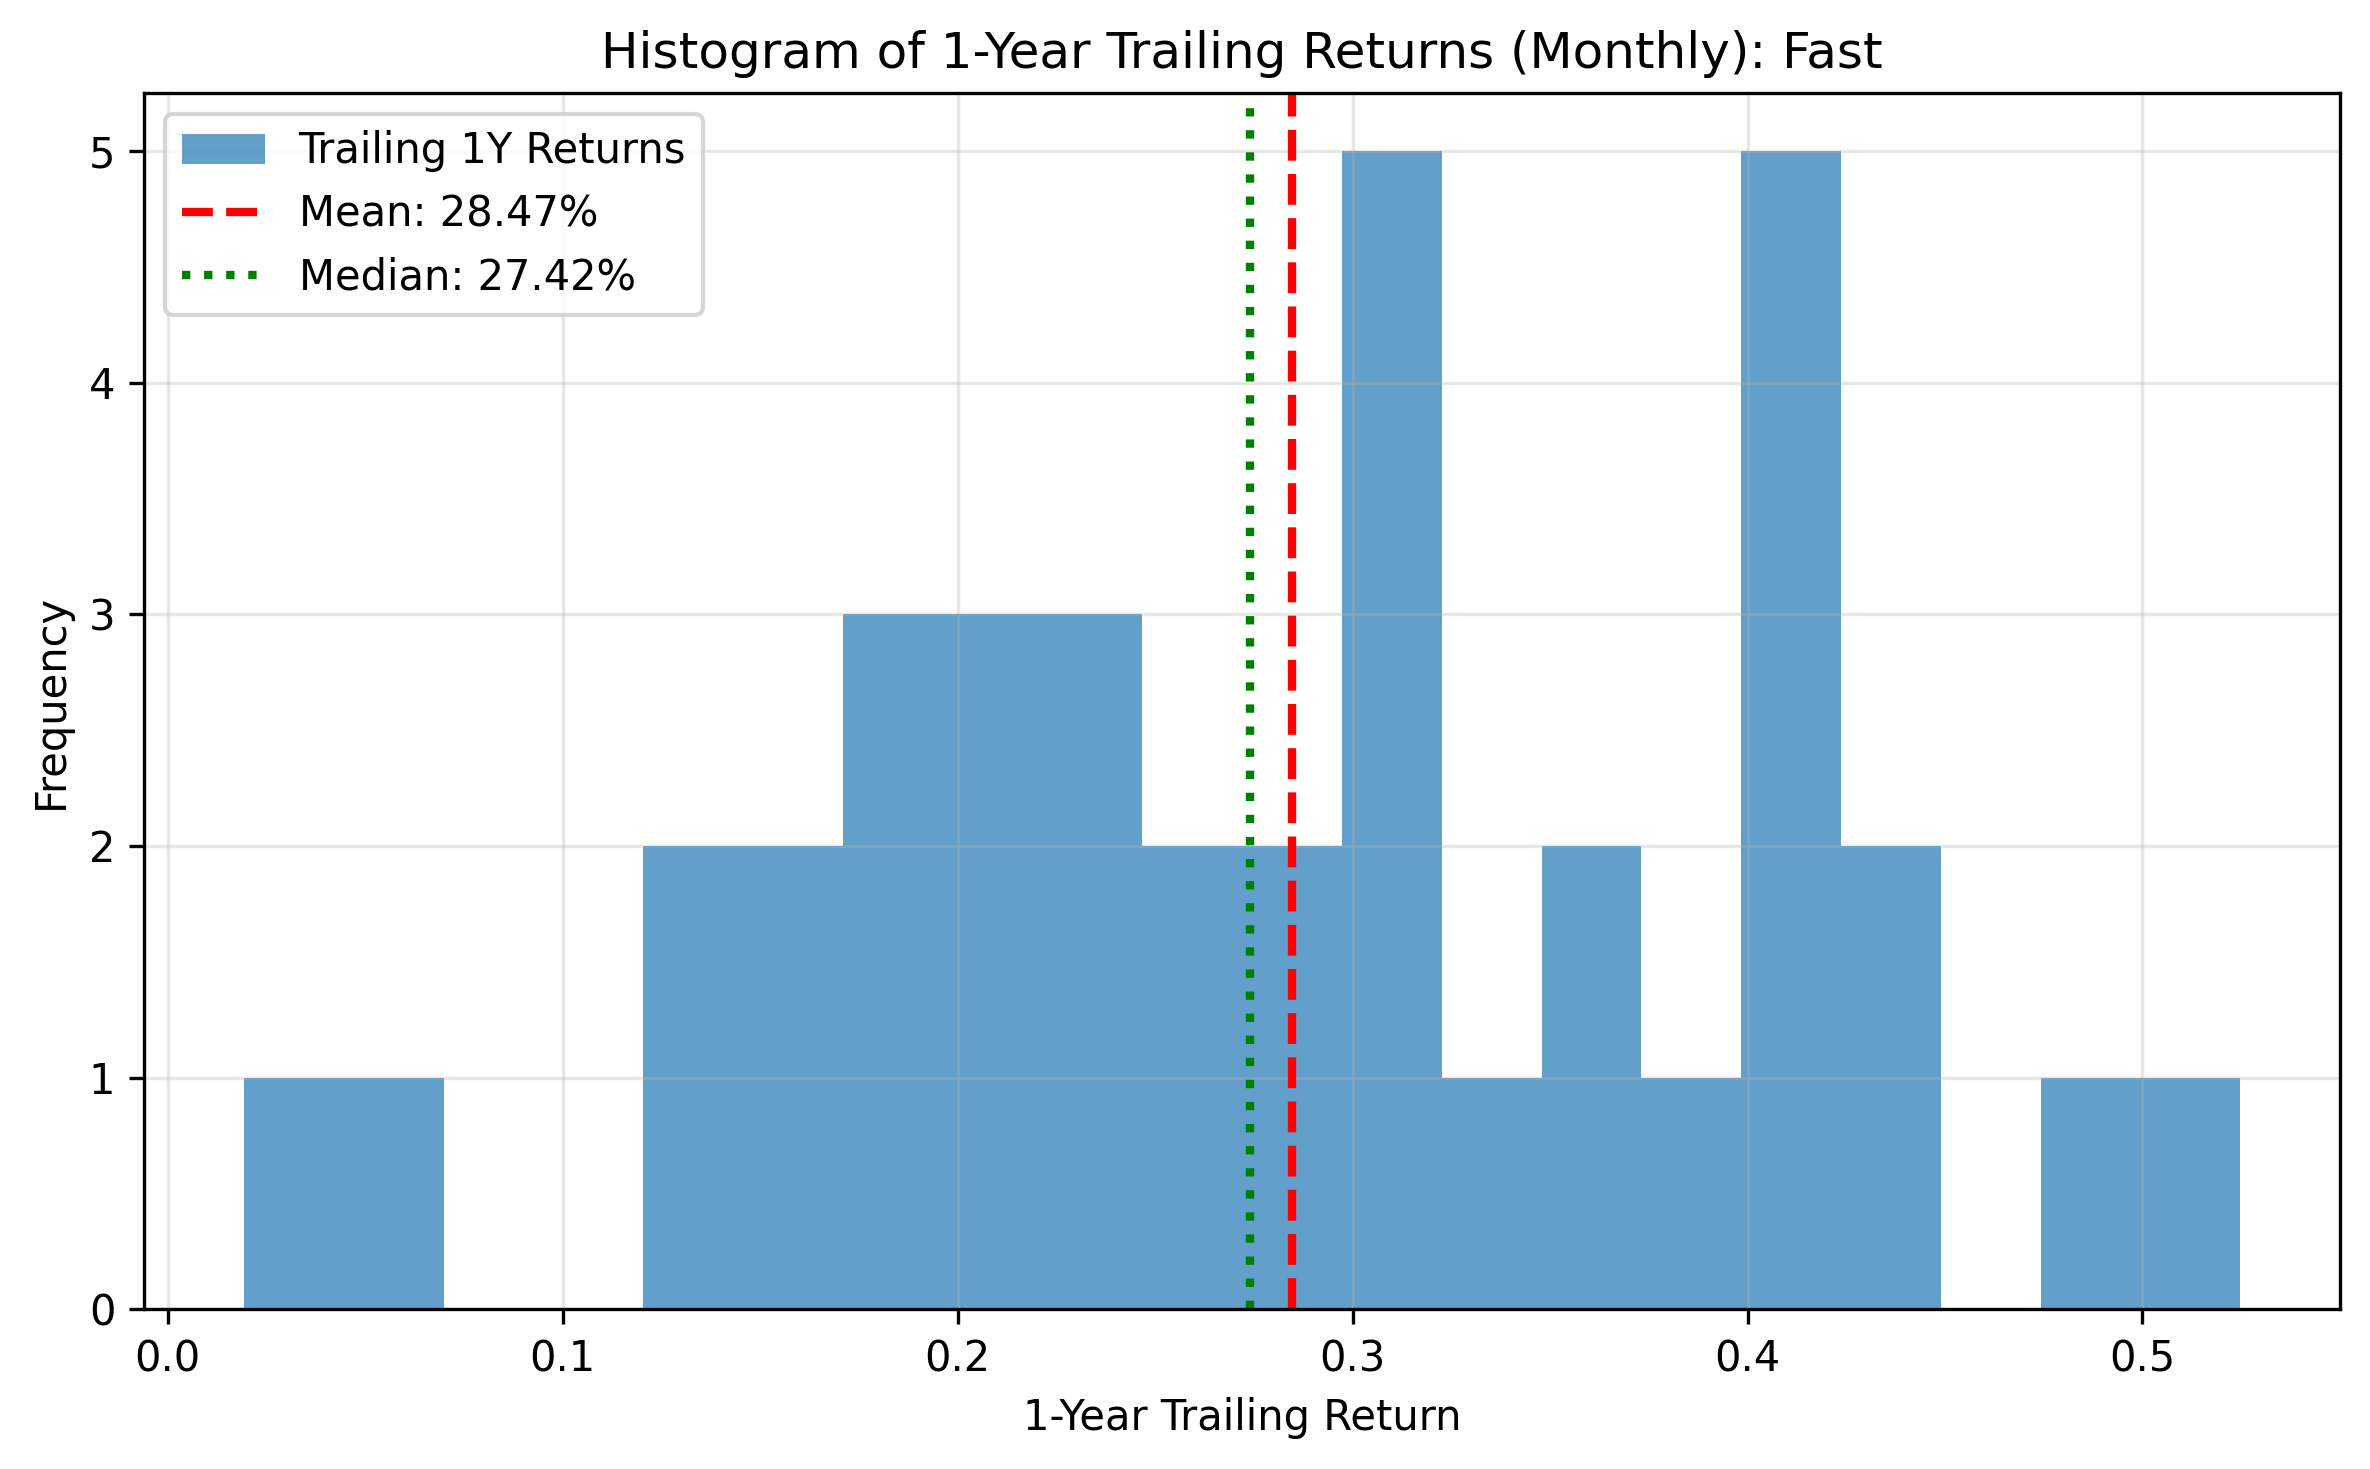 Histogram of 1-Year Trailing Returns (Monthly): Fast
Trailing 1Y Returns
Mean: 28.47%
Median: 27.42%
Frequency
5
4
3
2
1
0
0.0 0.1 0.2 0.3 0.4 0.5
1-Year Trailing Return